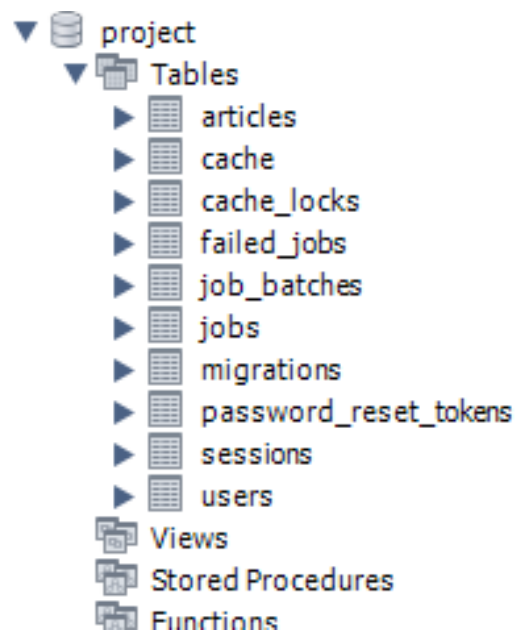 project
Tables
articles
cache
cache_locks
failed_jobs
job_batches
jobs
migrations
password_reset_tokens
sessions
users
Views
Stored Procedures
Functions